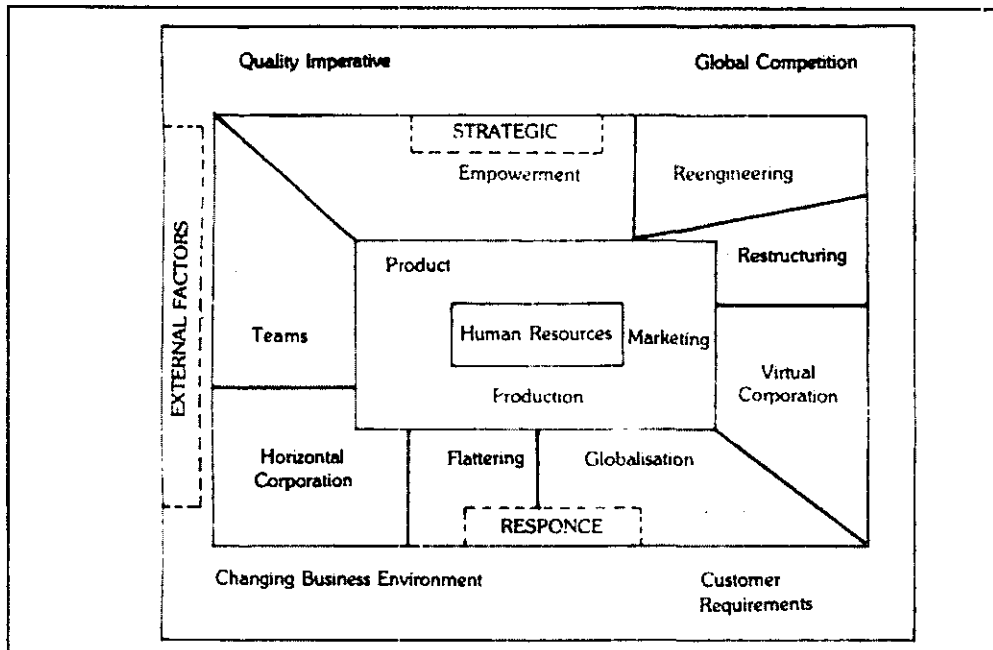 Quality Imperative
Global Competition
STRATEGIC
Empowerment
Reengineering
EXTERNAL FACTORS
Product
Restructuring
Teams
Human Resources
Marketing
Virtual
Corporation
Production
Horizontal
Corporation
Flattering
Globalisation
RESPONCE
Changing Business Environment
Customer
Requirements